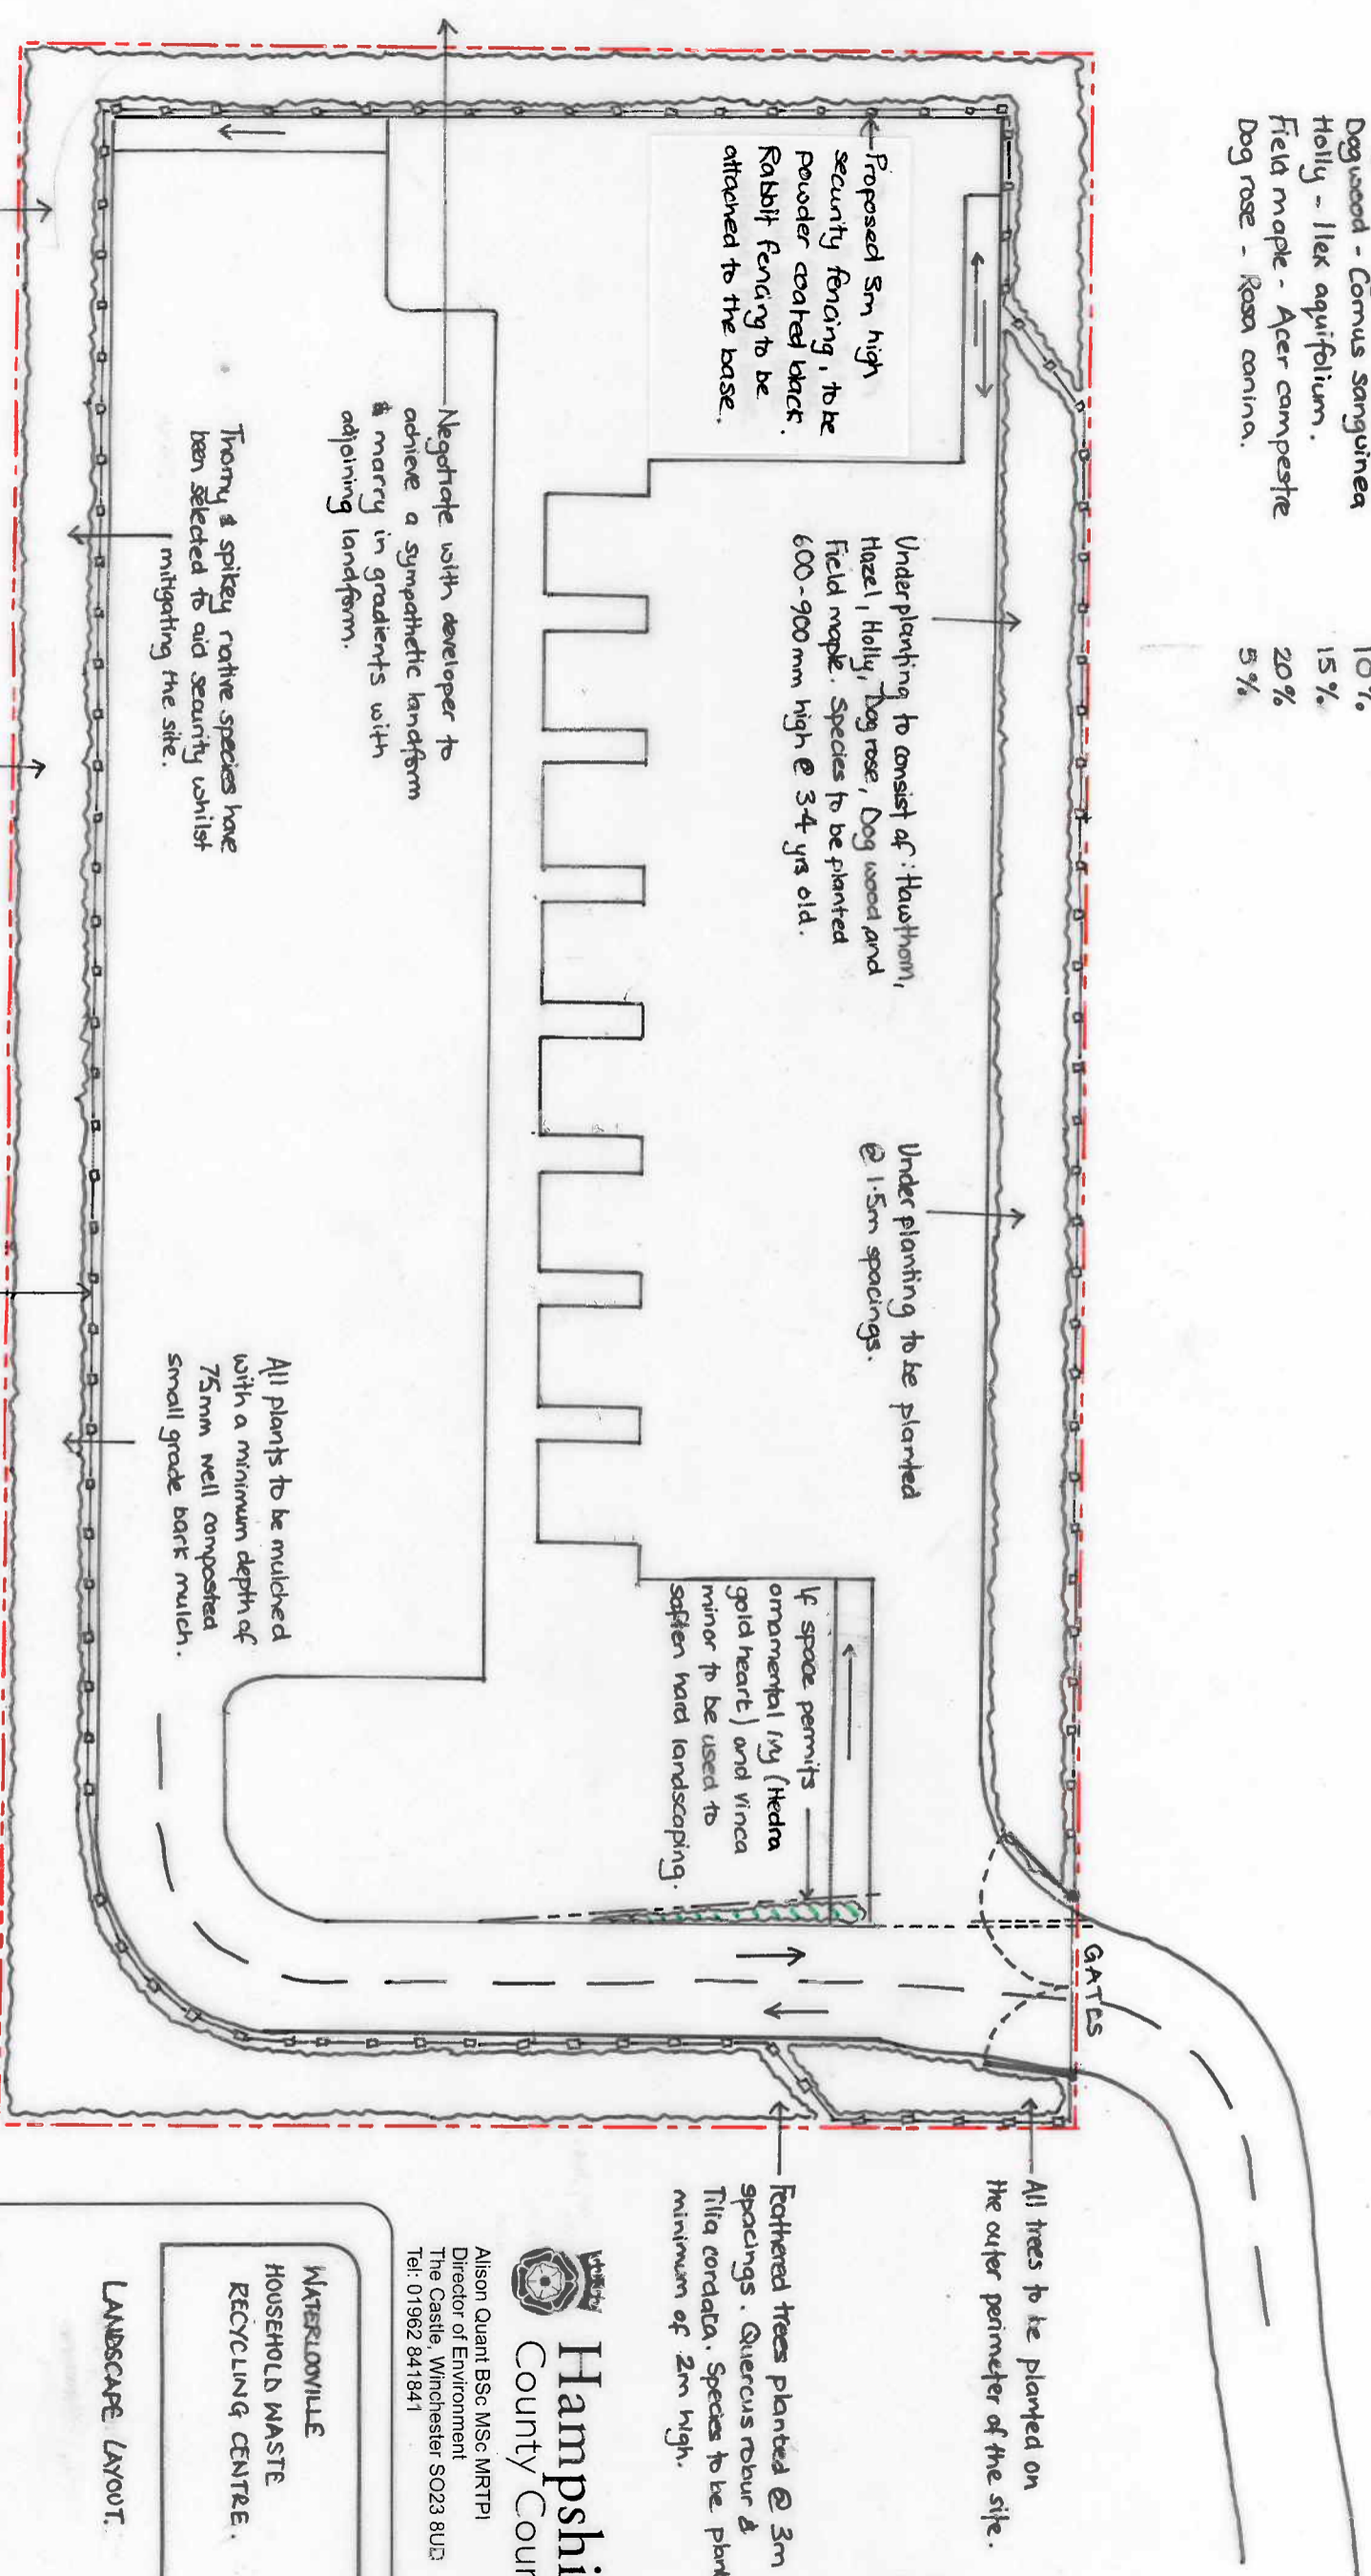 Dogwood - Cornus sanguinea 10%
Holly - Ilex aquifolium. 15%
Field maple - Acer campestre 20%
Dog rose - Rosa canina. 5%
Proposed 3m high
security fencing, to be
powder coated black.
Rabbit fencing to be
attached to the base.
Underplanting to consist of: Hawthorn,
Hazel, Holly, Dog rose, Dog wood, and
Field maple. Species to be planted
600-900mm high @ 3-4 yrs old.
Under planting to be planted
@ 1.5m spacings.
If space permits
ornamental ivy (Hedra
gold heart) and vinca
minor to be used to
soften hard landscaping.
GATES
All trees to be planted on
the outer perimeter of the site.
Feathered trees planted @ 3m
spacings. Quercus robur &
Tilia cordata. Species to be plan
minimum of 2m high.
Negotiate with developer to
achieve a sympathetic landform
& marry in gradients with
adjoining landform.
Thorny & spikey native species have
been selected to aid security whilst
mitigating the site.
All plants to be mulched
with a minimum depth of
75mm well composted
small grade bark mulch.
Hampshi
County Coun
Alison Quant BSc MSc MRTPI
Director of Environment
The Castle, Winchester SO23 8UD
Tel: 01962 841841
WATERLOOVILLE
HOUSEHOLD WASTE
RECYCLING CENTRE.
LANDSCAPE LAYOUT.